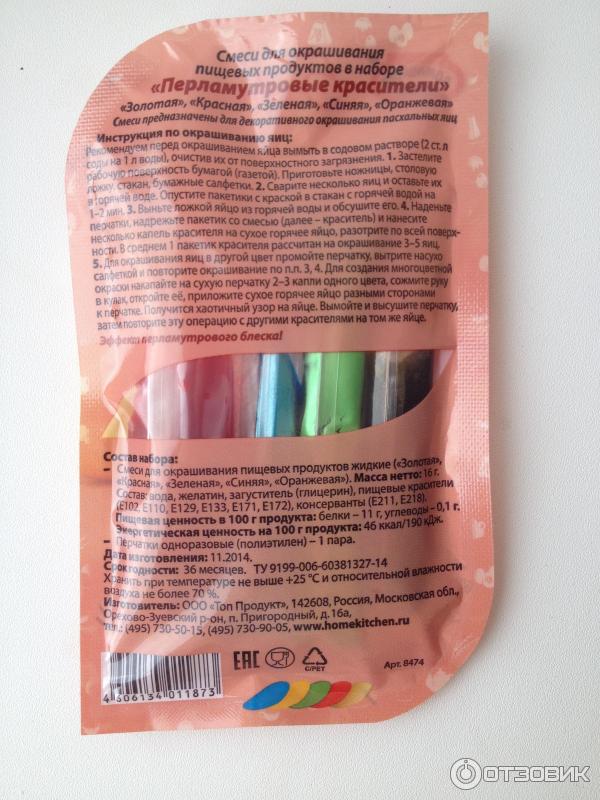 Смеси для окрашивания
пищевых продуктов в наборе
«Перламутровые красители»
«Золотая», «Красная», «Зеленая», «Синяя», «Оранжевая»
Смеси предназначены для декоративного окрашивания пасхальных яиц
Инструкция по окрашиванию яиц:
Рекомендуем перед окрашиванием яйца вымыть в содовом растворе (2 ст.л
соды на 1 л воды), очистив их от поверхностного загрязнения. 1. Застелите
рабочую поверхность бумагой (газетой). Приготовьте ножницы, столовую
ложку, стакан, бумажные салфетки. 2. Сварите несколько яиц и оставьте их
в горячей воде. Опустите пакетики с краской в стакан с горячей водой на
1–2 мин. 3. Выньте ложкой яйцо из горячей воды и обсушите его. 4. Наденьте
перчатки, надрежьте пакетик со смесью (далее – краситель) и нанесите
несколько капель красителя на сухое горячее яйцо, разотрите по всей поверх-
ности. В среднем 1 пакетик красителя рассчитан на окрашивание 3–5 яиц.
5. Для окрашивания яиц в другой цвет промойте перчатку, вытрите насухо
салфеткой и повторите окрашивание по п.п. 3, 4. Для создания многоцветной
окраски накапайте на сухую перчатку 2–3 капли одного цвета, сожмите руку
в кулак, откройте её, приложите сухое горячее яйцо разными сторонами
к перчатке. Получится хаотичный узор на яйце. Вымойте и высушите перчатку,
затем повторите эту операцию с другими красителями на том же яйце.
Эффект перламутрового блеска!
Состав набора:
– Смеси для окрашивания пищевых продуктов жидкие («Золотая»,
«Красная», «Зеленая», «Синяя», «Оранжевая»). Масса нетто: 16 г.
Состав: вода, желатин, загуститель (глицерин), пищевые красители
(Е102, Е110, Е129, Е133, Е171, Е172), консерванты (Е211, Е218).
Пищевая ценность в 100 г продукта: белки – 11 г, углеводы – 0,1 г.
Энергетическая ценность на 100 г продукта: 46 ккал/190 кДж.
– Перчатки одноразовые (полиэтилен) – 1 пара.
Дата изготовления: 11.2014.
Срок годности: 36 месяцев. ТУ 9199-006-60381327-14
Хранить при температуре не выше +25 °С и относительной влажности
воздуха не более 70 %.
Изготовитель: ООО «Топ Продукт», 142608, Россия, Московская обл.,
Орехово-Зуевский р-он, п. Пригородный, д.16а,
тел.: (495) 730-50-15, (495) 730-90-05, www.homekitchen.ru
EAC
C/PET
Арт. 8474
4 606134 011873
ОТЗОВИК